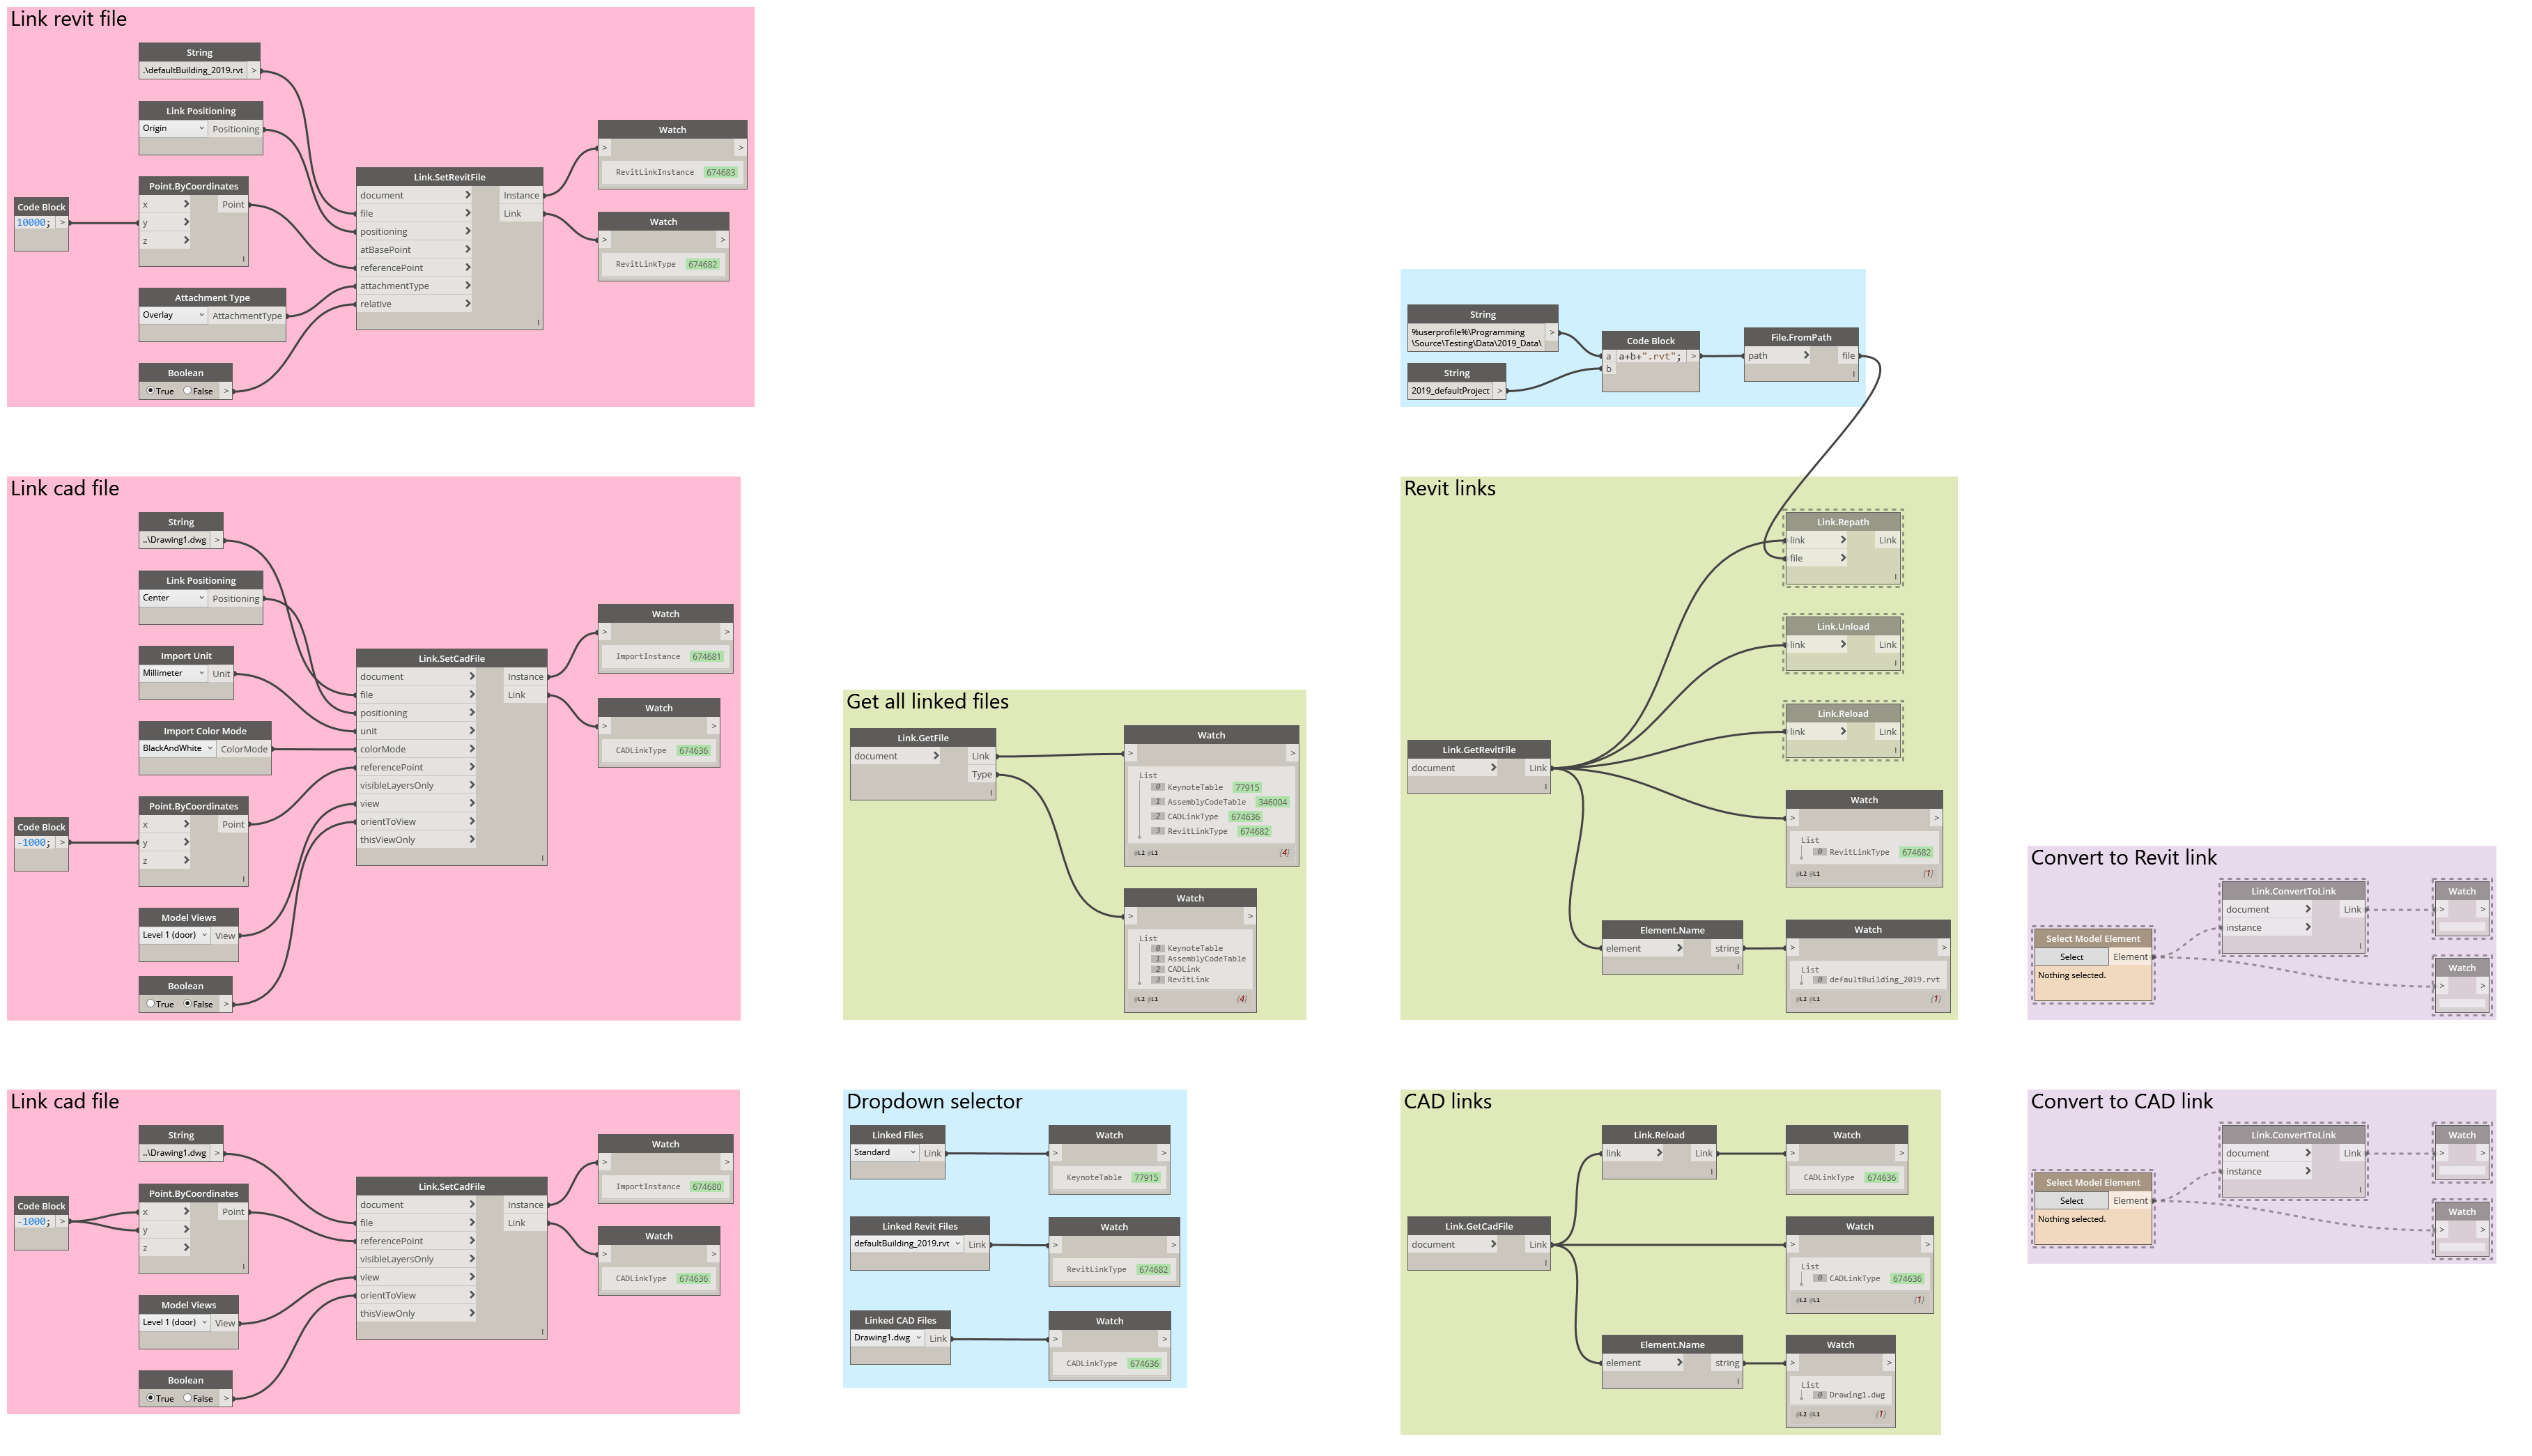 Link revit file
String
.\defaultBuilding_2019.rvt >
Link Positioning
Origin Positioning
Code Block
10000; >
Point.ByCoordinates
x > Point
y >
z >
Attachment Type
Overlay AttachmentType
Boolean
True False >
Link.SetRevitFile
document > Instance
file > Link
positioning >
atBasePoint >
referencePoint >
attachmentType >
relative >
Watch
> >
RevitLinkInstance 674683
Watch
> >
RevitLinkType 674682
String
%userprofile%\Programming >
\Source\Testing\Data\2019_Data\
String
2019_defaultProject >
Code Block
a a+b+".rvt"; >
b
File.FromPath
path > file
Link cad file
String
..\Drawing1.dwg >
Link Positioning
Center Positioning
Import Unit
Millimeter Unit
Import Color Mode
BlackAndWhite ColorMode
Code Block
-1000; >
Point.ByCoordinates
x > Point
y >
z >
Model Views
Level 1 (door) View
Boolean
True False >
Link.SetCadFile
document > Instance
file > Link
positioning >
unit >
colorMode >
referencePoint >
visibleLayersOnly >
view >
orientToView >
thisViewOnly >
Watch
> >
ImportInstance 674681
Watch
> >
CADLinkType 674636
Get all linked files
Link.GetFile
document > Link
Type
Watch
> >
List
0 KeynoteTable 77915
1 AssemblyCodeTable 346004
2 CADLinkType 674636
3 RevitLinkType 674682
@L2 @L1 {4}
Watch
> >
List
0 KeynoteTable
1 AssemblyCodeTable
2 CADLink
3 RevitLink
@L2 @L1 {4}
Revit links
Link.GetRevitFile
document > Link
Link.Repath
link > Link
file >
Link.Unload
link > Link
Link.Reload
link > Link
Watch
> >
List
0 RevitLinkType 674682
@L2 @L1 {1}
Element.Name
element > string
Watch
> >
List
0 defaultBuilding_2019.rvt
@L2 @L1 {1}
Convert to Revit link
Select Model Element
Select Element
Nothing selected.
Link.ConvertToLink
document > Link
instance >
Watch
> >
Watch
> >
Link cad file
String
..\Drawing1.dwg >
Code Block
-1000; >
Point.ByCoordinates
x > Point
y >
z >
Model Views
Level 1 (door) View
Boolean
True False >
Link.SetCadFile
document > Instance
file > Link
referencePoint >
visibleLayersOnly >
view >
orientToView >
thisViewOnly >
Watch
> >
ImportInstance 674680
Watch
> >
CADLinkType 674636
Dropdown selector
Linked Files
Standard Link
Watch
> >
KeynoteTable 77915
Linked Revit Files
defaultBuilding_2019.rvt Link
Watch
> >
RevitLinkType 674682
Linked CAD Files
Drawing1.dwg Link
Watch
> >
CADLinkType 674636
CAD links
Link.GetCadFile
document > Link
Link.Reload
link > Link
Watch
> >
CADLinkType 674636
Watch
> >
List
0 CADLinkType 674636
@L2 @L1 {1}
Element.Name
element > string
Watch
> >
List
0 Drawing1.dwg
@L2 @L1 {1}
Convert to CAD link
Select Model Element
Select Element
Nothing selected.
Link.ConvertToLink
document > Link
instance >
Watch
> >
Watch
> >